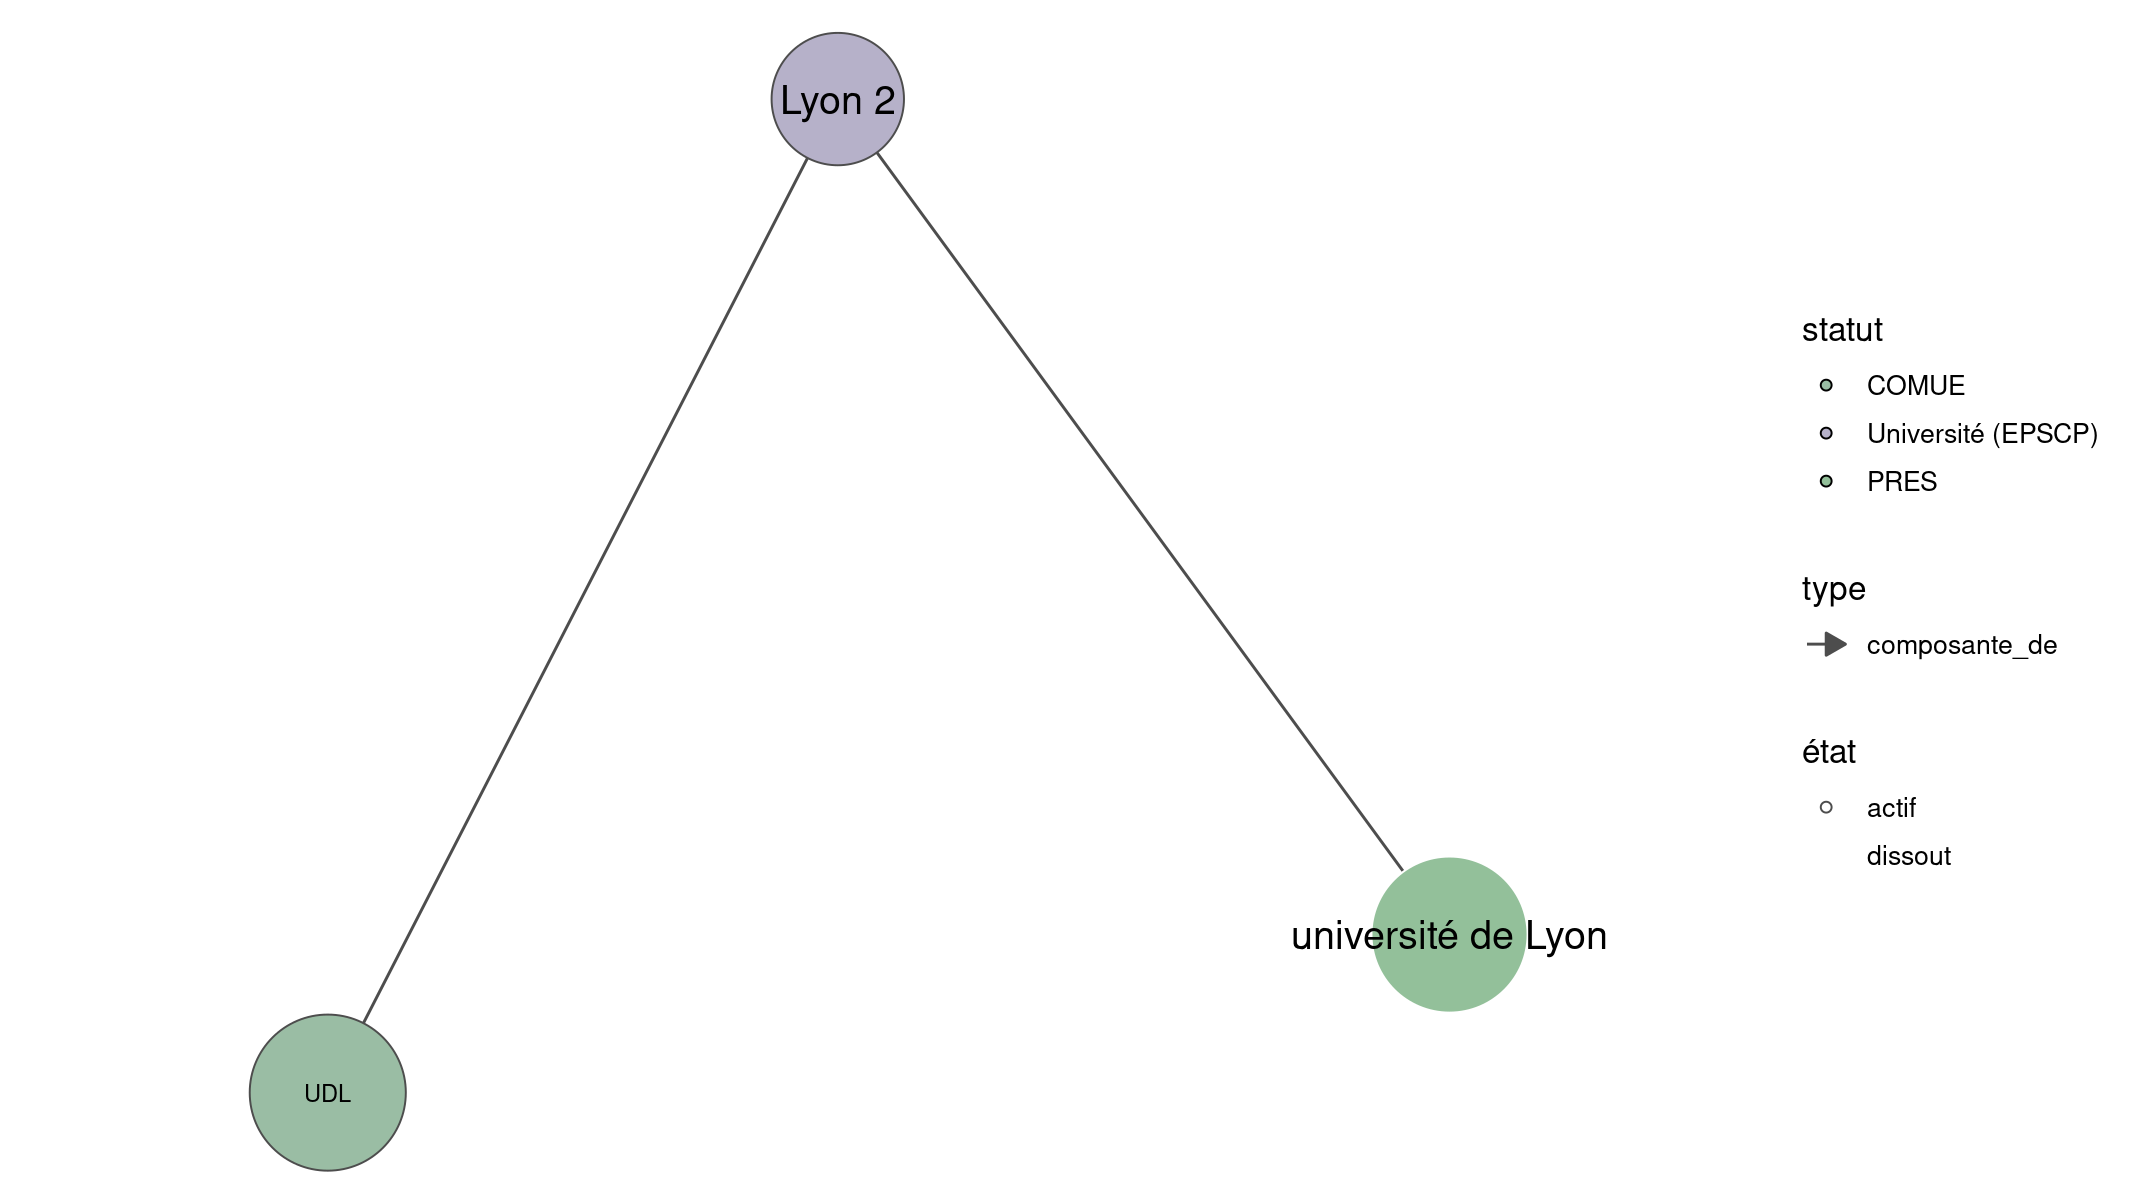 Lyon 2
statut
COMUE
Université (EPSCP)
PRES
type
composante_de
état
actif
dissout
université de Lyon
UDL